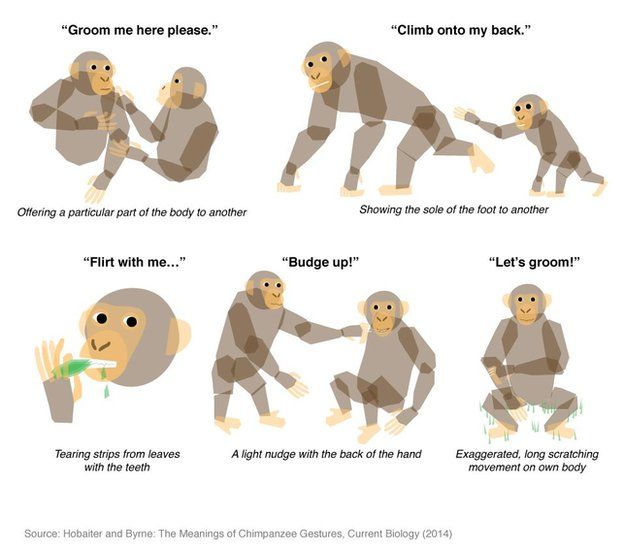 “Groom me here please.”
“Climb onto my back.”
Offering a particular part of the body to another
Showing the sole of the foot to another
“Flirt with me…”
“Budge up!”
“Let’s groom!”
Tearing strips from leaves
with the teeth
A light nudge with the back of the hand
Exaggerated, long scratching
movement on own body
Source: Hobaiter and Byrne: The Meanings of Chimpanzee Gestures, Current Biology (2014)